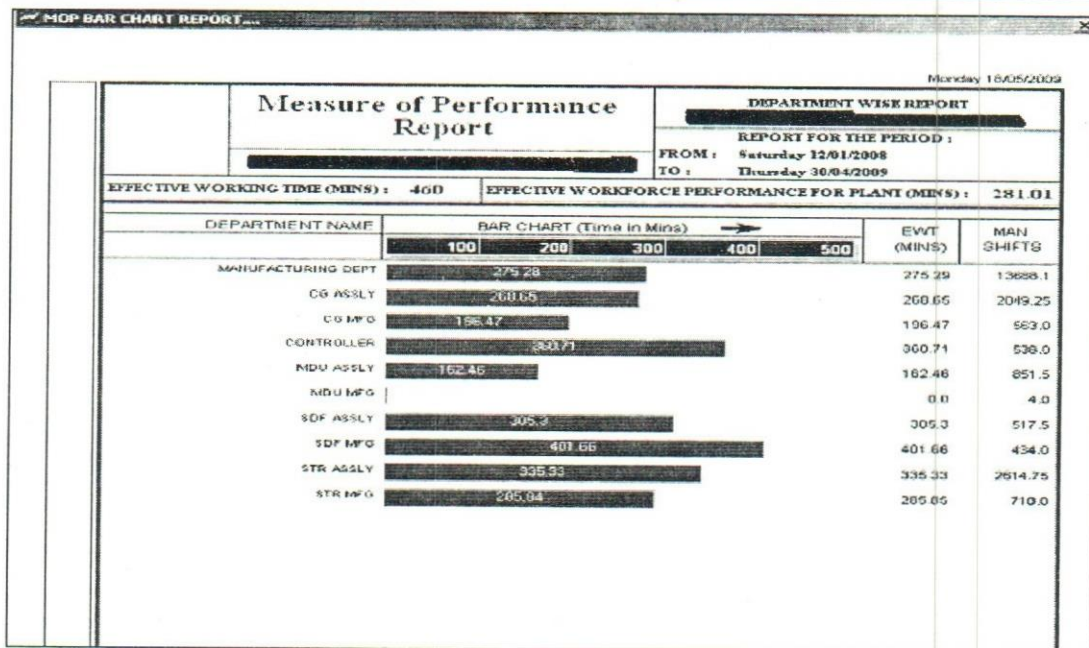 MOP BAR CHART REPORT....
Monday 18/05/2009
Measure of Performance Report
DEPARTMENT WISE REPORT
REPORT FOR THE PERIOD :
FROM : Saturday 12/01/2008
TO : Thursday 30/04/2009
EFFECTIVE WORKING TIME (MINS) : 460 EFFECTIVE WORKFORCE PERFORMANCE FOR PLANT (MINS) : 281.01
DEPARTMENT NAME BAR CHART (Time in Mins) EWT (MINS) MAN SHIFTS
100 200 300 400 500
MANUFACTURING DEPT 275.28 275.29 13688.1
CG ASSLY 268.65 268.65 2049.25
CG MFG 196.47 196.47 563.0
CONTROLLER 360.71 360.71 538.0
MDU ASSLY 162.46 162.46 851.5
MDU MFG 0.0 4.0
SDF ASSLY 305.3 305.3 517.5
SDF MFG 401.66 401.66 434.0
STR ASSLY 335.33 335.33 2614.75
STR MFG 285.84 285.85 710.0